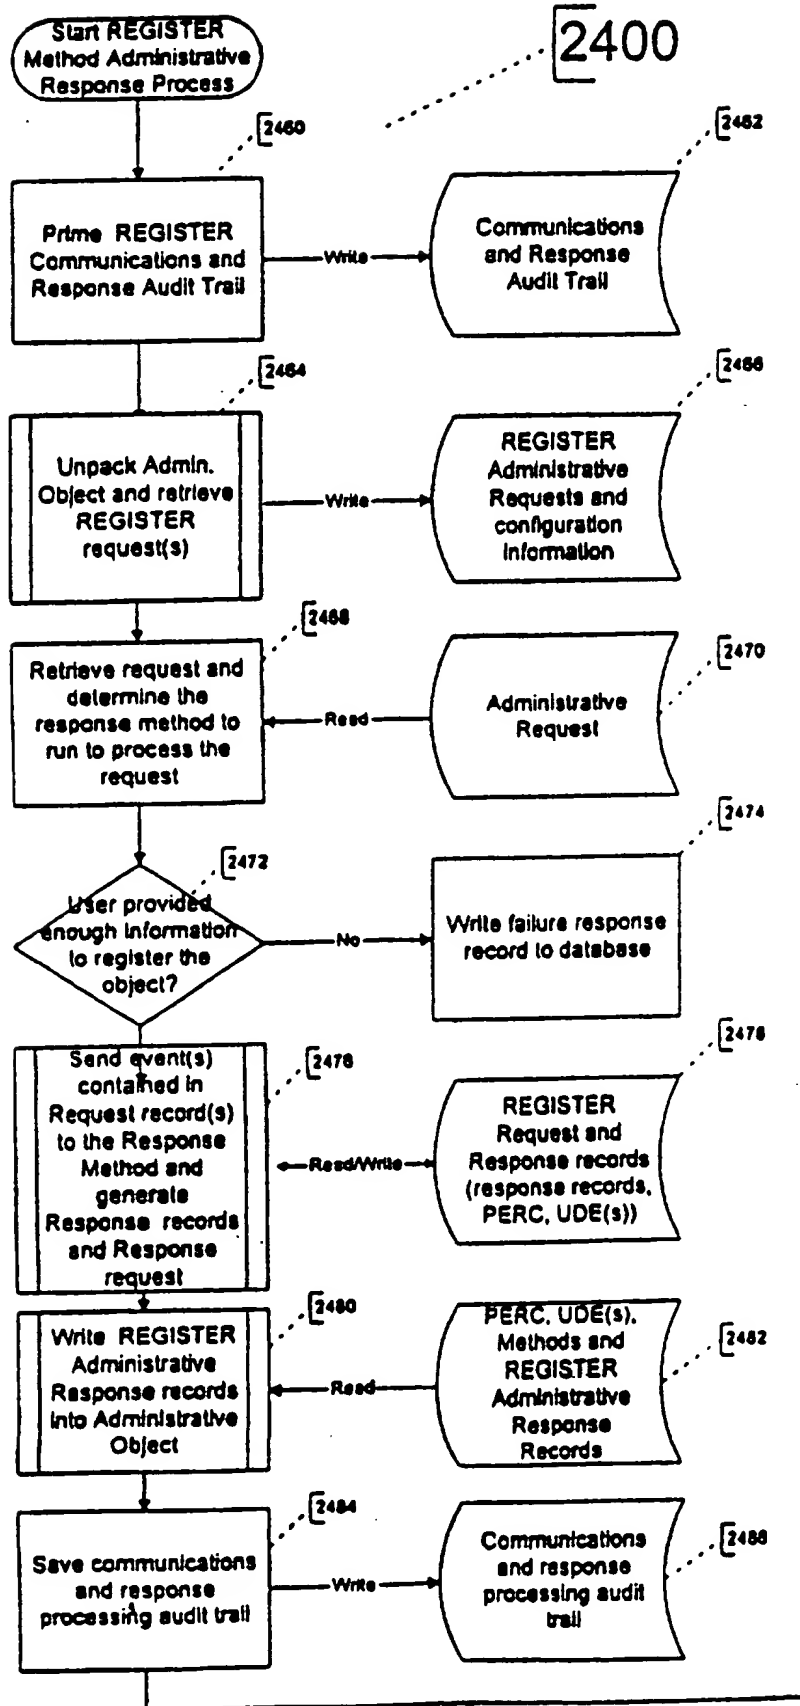 Start REGISTER
Method Administrative
Response Process
2400
2460
2462
Prime REGISTER
Communications and
Response Audit Trail
Write
Communications
and Response
Audit Trail
2464
2466
Unpack Admin.
Object and retrieve
REGISTER
request(s)
Write
REGISTER
Administrative
Requests and
configuration
Information
2468
2470
Retrieve request and
determine the
response method to
run to process the
request
Read
Administrative
Request
2472
2474
User provided
enough information
to register the
object?
No
Write failure response
record to database
2476
2478
Send event(s)
contained in
Request record(s)
to the Response
Method and
generate
Response records
and Response
request
Read/Write
REGISTER
Request and
Response records
(response records,
PERC, UDE(s))
2480
2482
Write REGISTER
Administrative
Response records
into Administrative
Object
Read
PERC, UDE(s),
Methods and
REGISTER
Administrative
Response
Records
2484
2486
Save communications
and response
processing audit trail
Write
Communications
and response
processing audit
trail